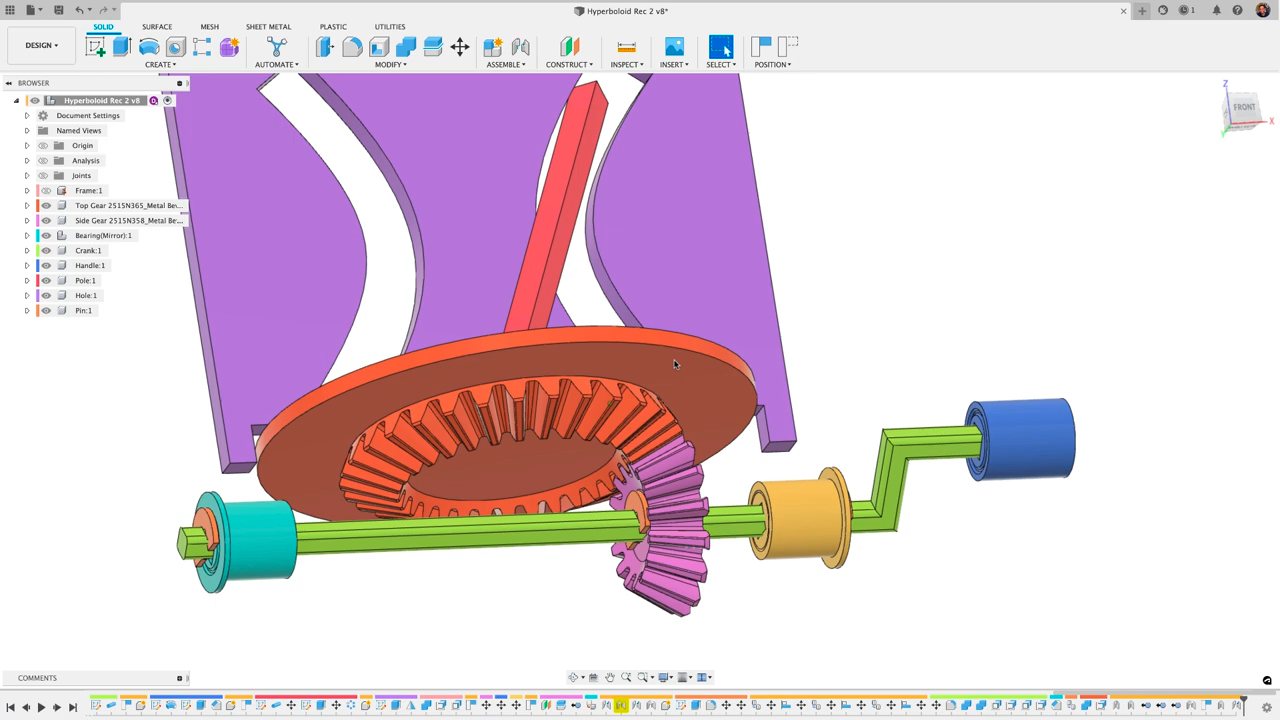 Hyperboloid Rec 2 v8*
1
DESIGN
SOLID
SURFACE
MESH
SHEET METAL
PLASTIC
UTILITIES
CREATE
AUTOMATE
MODIFY
ASSEMBLE
CONSTRUCT
INSPECT
INSERT
SELECT
POSITION
BROWSER
Hyperboloid Rec 2 v8
Document Settings
Named Views
Origin
Analysis
Joints
Frame:1
Top Gear 2515N365_Metal Bev...
Side Gear 2515N358_Metal Be...
Bearing(Mirror):1
Crank:1
Handle:1
Pole:1
Hole:1
Pin:1
Z
FRONT
X
Y
COMMENTS